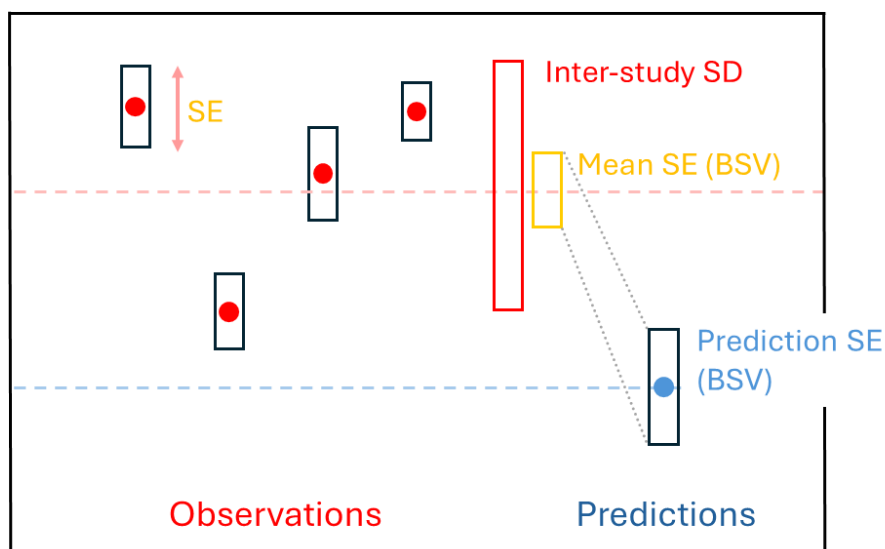 Inter-study SD
SE
Mean SE (BSV)
Prediction SE
(BSV)
Observations
Predictions